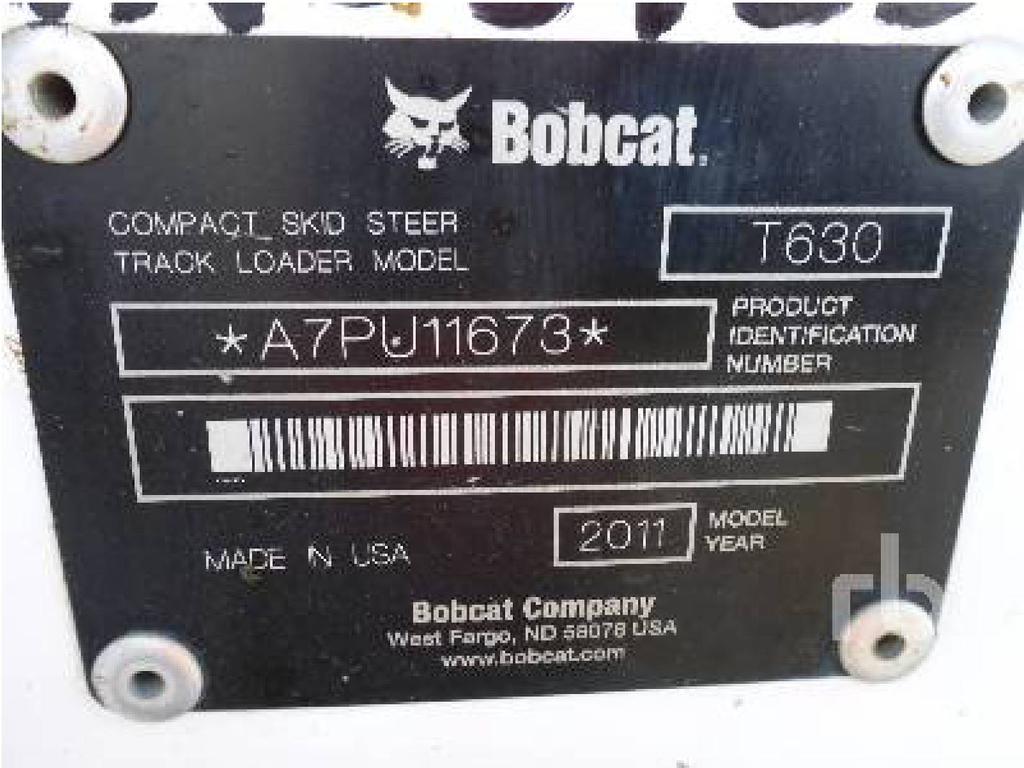 Bobcat.
COMPACT SKID STEER
TRACK LOADER MODEL
T630
*A7PU11673*
PRODUCT
IDENTIFICATION
NUMBER
2011
MODEL
YEAR
MADE IN USA
Bobcat Company
West Fargo, ND 58078 USA
www.bobcat.com
rb